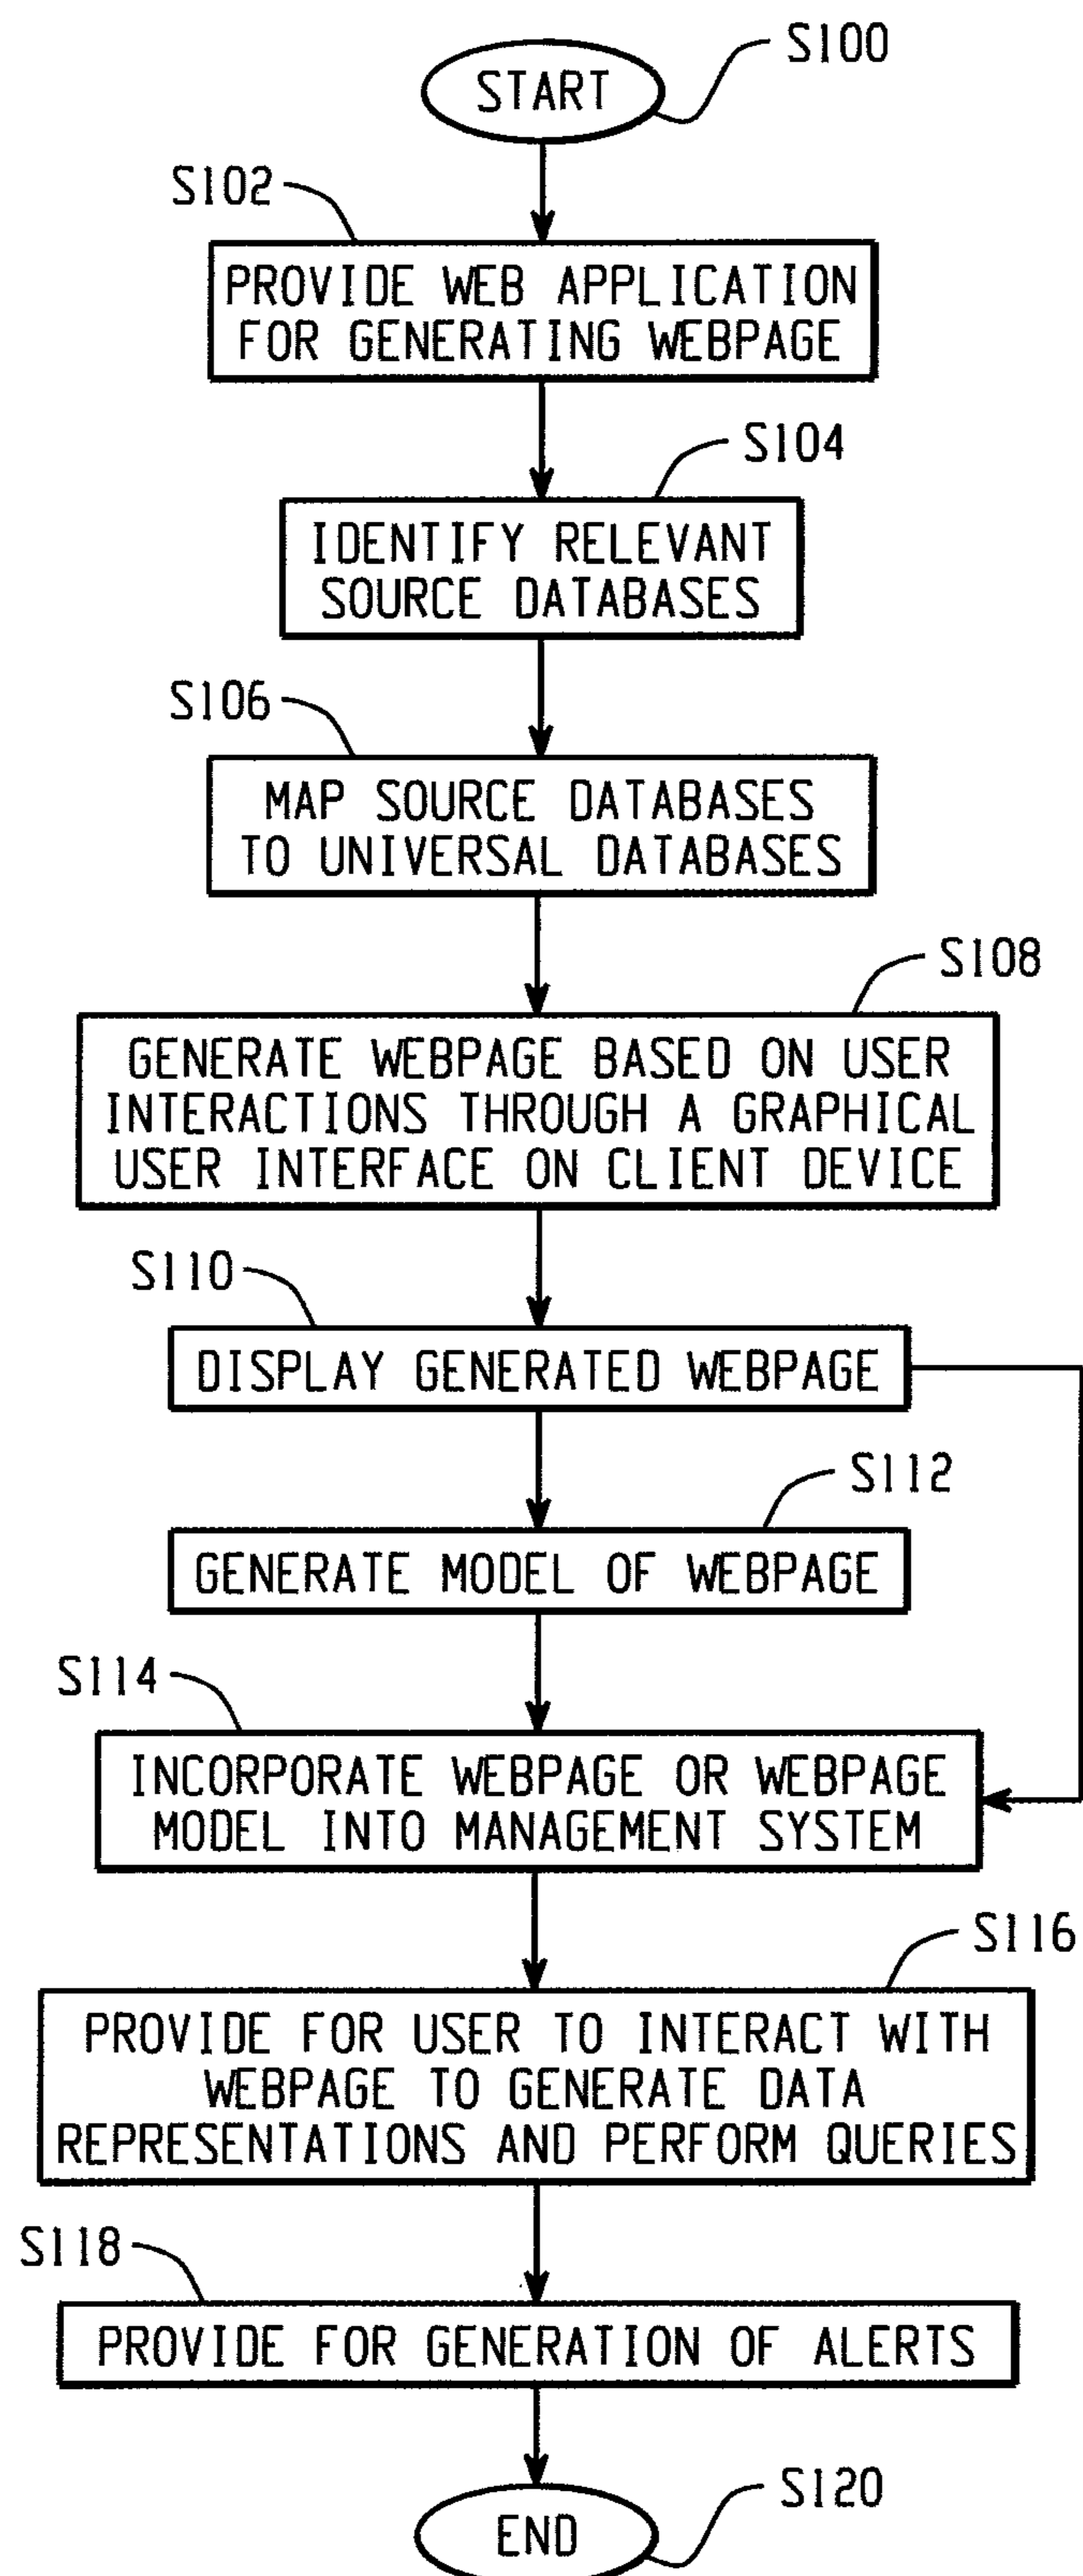 S100
START
S102
PROVIDE WEB APPLICATION
FOR GENERATING WEBPAGE
S104
IDENTIFY RELEVANT
SOURCE DATABASES
S106
MAP SOURCE DATABASES
TO UNIVERSAL DATABASES
S108
GENERATE WEBPAGE BASED ON USER
INTERACTIONS THROUGH A GRAPHICAL
USER INTERFACE ON CLIENT DEVICE
S110
DISPLAY GENERATED WEBPAGE
S112
GENERATE MODEL OF WEBPAGE
S114
INCORPORATE WEBPAGE OR WEBPAGE
MODEL INTO MANAGEMENT SYSTEM
S116
PROVIDE FOR USER TO INTERACT WITH
WEBPAGE TO GENERATE DATA
REPRESENTATIONS AND PERFORM QUERIES
S118
PROVIDE FOR GENERATION OF ALERTS
S120
END